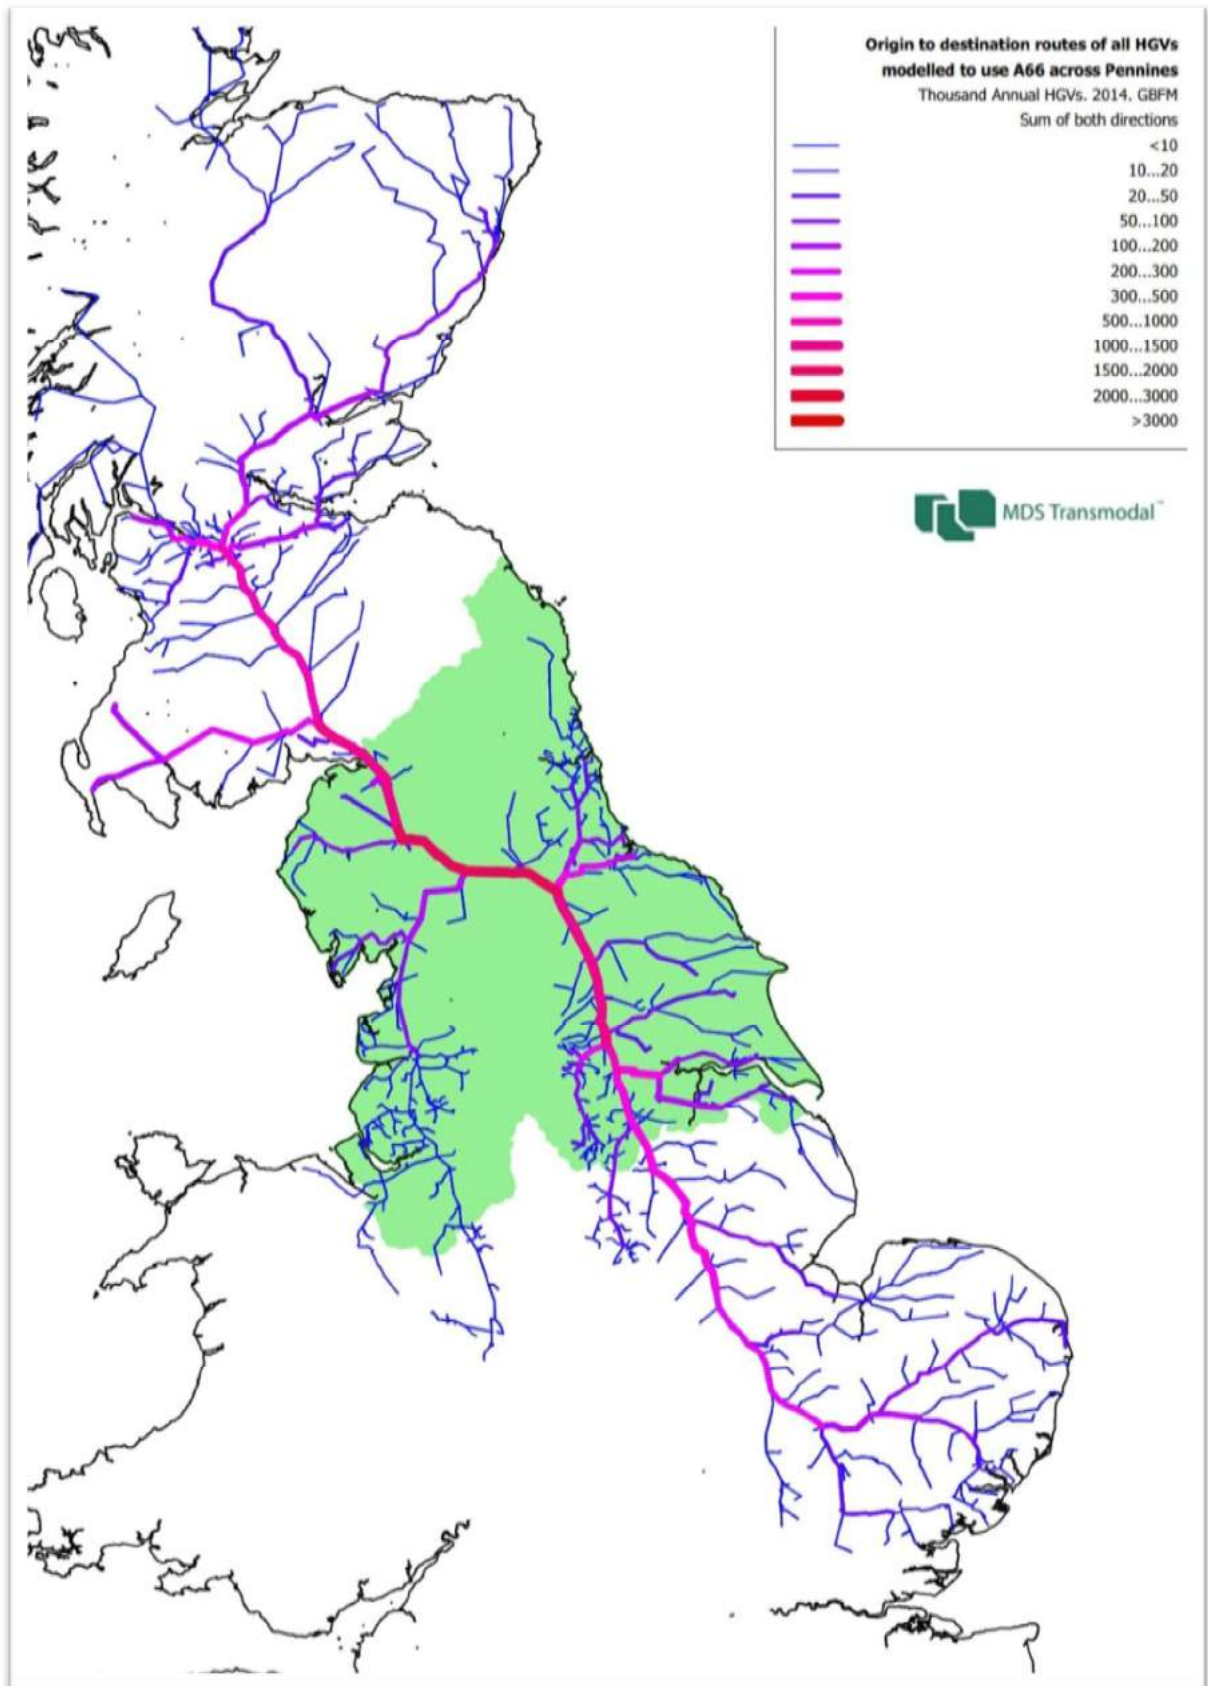 Origin to destination routes of all HGVs
modelled to use A66 across Pennines
Thousand Annual HGVs. 2014. GBFM
Sum of both directions
<10
10...20
20...50
50...100
100...200
200...300
300...500
500...1000
1000...1500
1500...2000
2000...3000
>3000
MDS Transmodal™